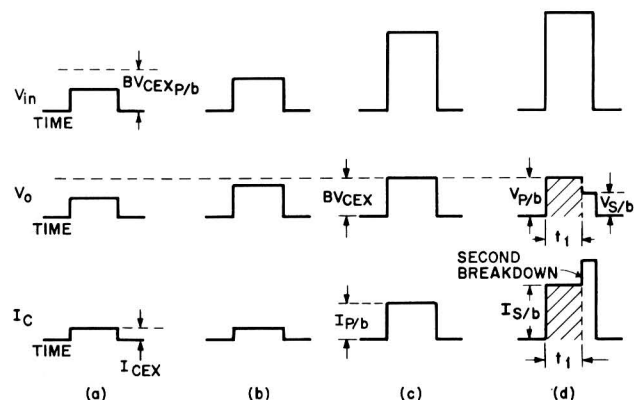 BVCEXP/b
Vin
TIME
Vo
TIME
BVCEX
VP/b
VS/b
t1
SECOND
BREAKDOWN
IC
TIME
ICEX
IP/b
IS/b
t1
(a) (b) (c) (d)